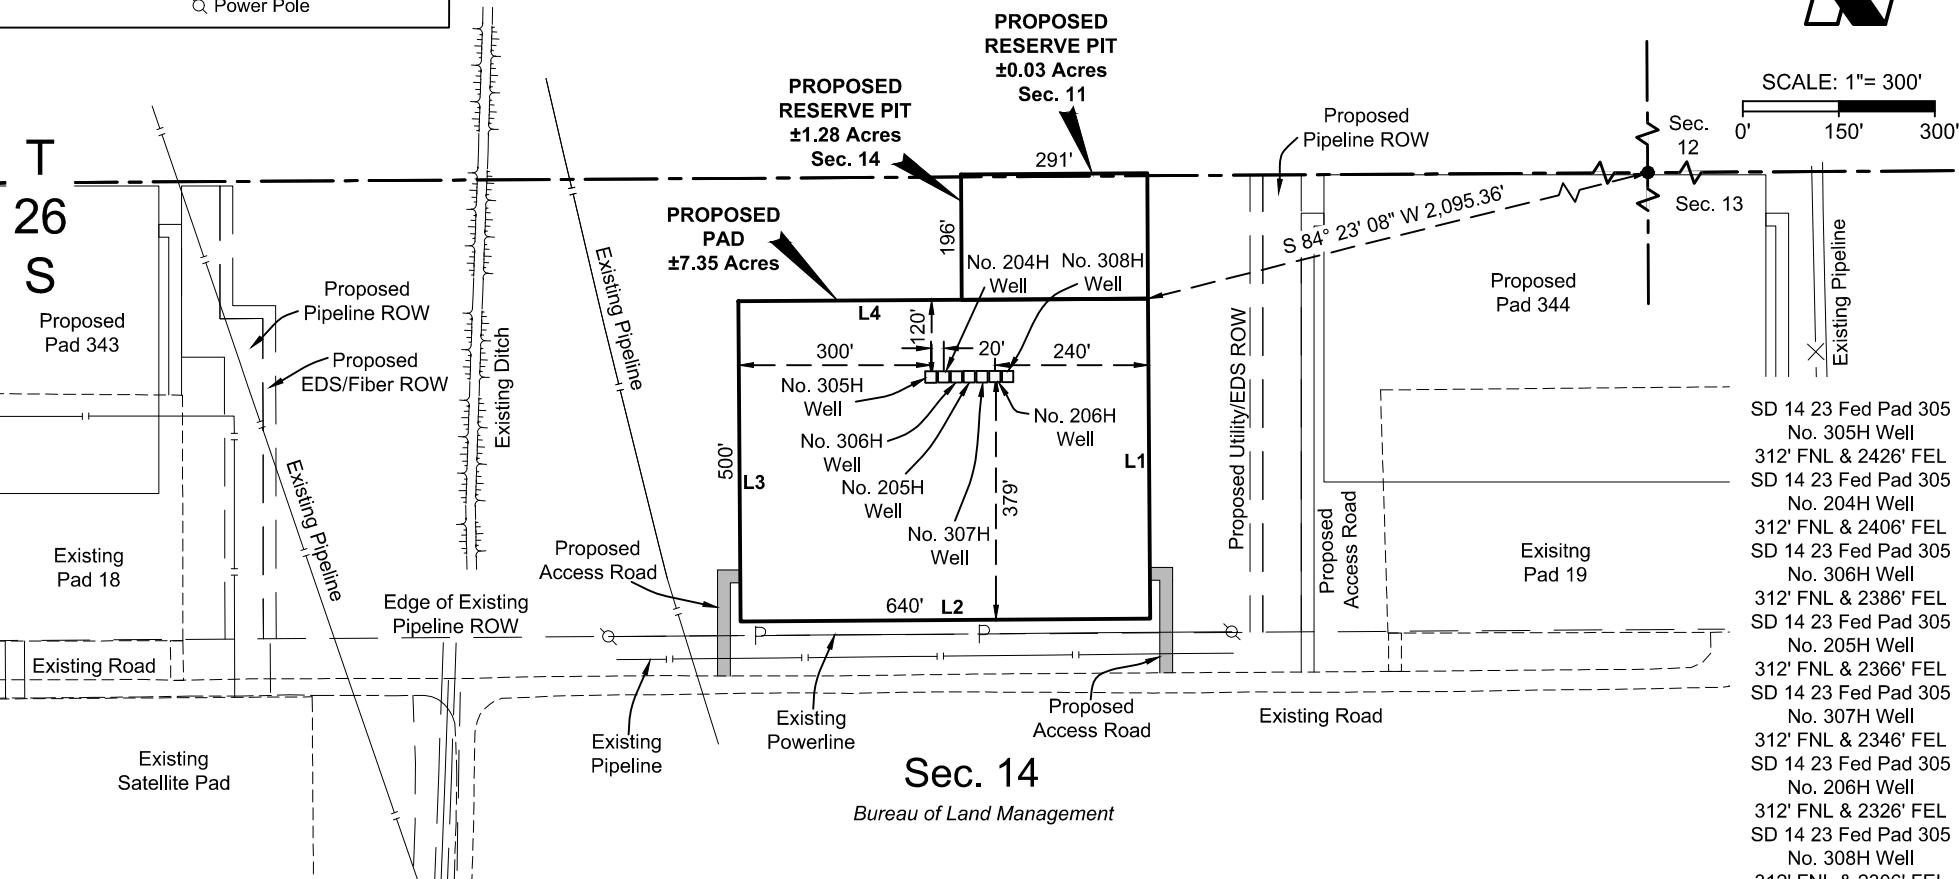 Power Pole
PROPOSED
RESERVE PIT
±0.03 Acres
Sec. 11
PROPOSED
RESERVE PIT
±1.28 Acres
Sec. 14
SCALE: 1"= 300'
0'
150'
300'
Proposed
Pipeline ROW
Sec.
12
Sec. 13
T
26
S
291'
196'
S 84° 23' 08" W 2,095.36'
PROPOSED
PAD
±7.35 Acres
No. 204H
Well
No. 308H
Well
Proposed
Pad 343
Proposed
Pipeline ROW
Proposed
EDS/Fiber ROW
Existing Ditch
Existing Pipeline
Existing Pipeline
L4
120'
300'
20'
240'
No. 305H
Well
No. 306H
Well
No. 205H
Well
No. 307H
Well
No. 206H
Well
500'
L3
379'
L1
640'
L2
Proposed Utility/EDS ROW
Proposed
Access Road
Proposed
Pad 344
Existing Pipeline
Exisitng
Pad 19
Existing
Pad 18
Proposed
Access Road
Edge of Existing
Pipeline ROW
P
P
Existing Road
Existing
Satellite Pad
Existing
Pipeline
Existing
Powerline
Proposed
Access Road
Existing Road
Sec. 14
Bureau of Land Management
SD 14 23 Fed Pad 305
No. 305H Well
312' FNL & 2426' FEL
SD 14 23 Fed Pad 305
No. 204H Well
312' FNL & 2406' FEL
SD 14 23 Fed Pad 305
No. 306H Well
312' FNL & 2386' FEL
SD 14 23 Fed Pad 305
No. 205H Well
312' FNL & 2366' FEL
SD 14 23 Fed Pad 305
No. 307H Well
312' FNL & 2346' FEL
SD 14 23 Fed Pad 305
No. 206H Well
312' FNL & 2326' FEL
SD 14 23 Fed Pad 305
No. 308H Well
312' FNL & 2306' FEL